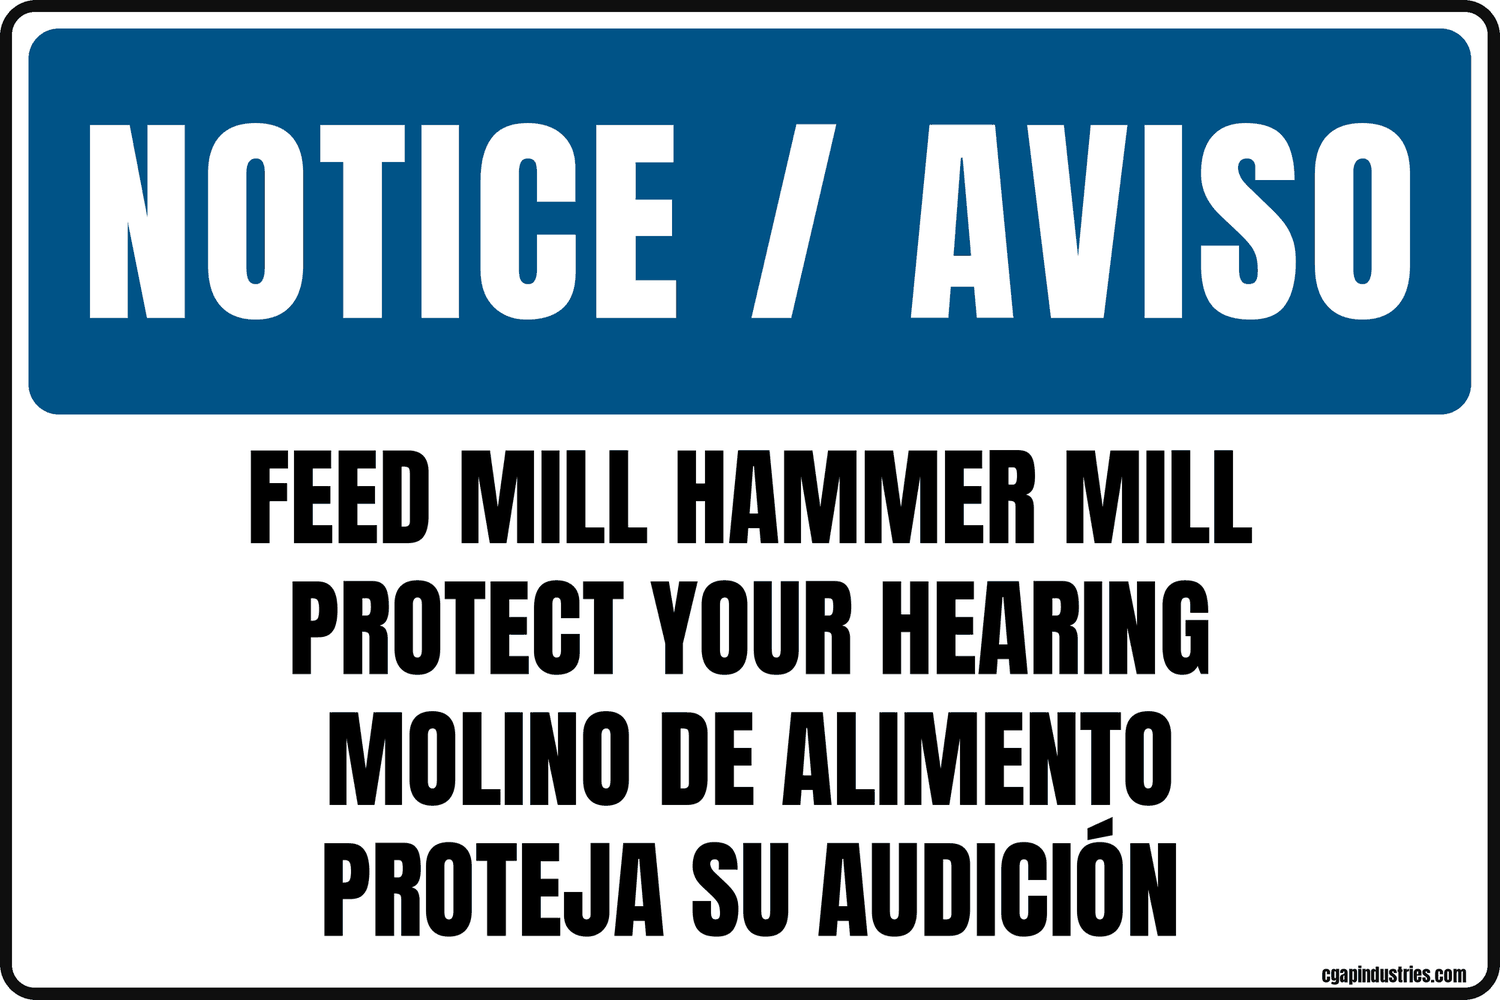 NOTICE / AVISO
FEED MILL HAMMER MILL
PROTECT YOUR HEARING
MOLINO DE ALIMENTO
PROTEJA SU AUDICIÓN
cgapindustries.com